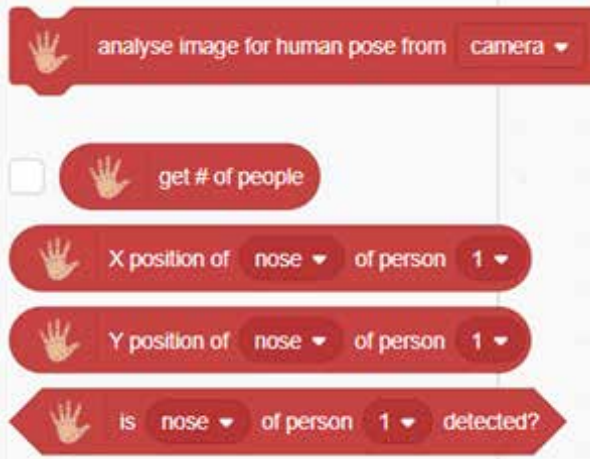 analyse image for human pose from camera
get # of people
X position of nose of person 1
Y position of nose of person 1
is nose of person 1 detected?